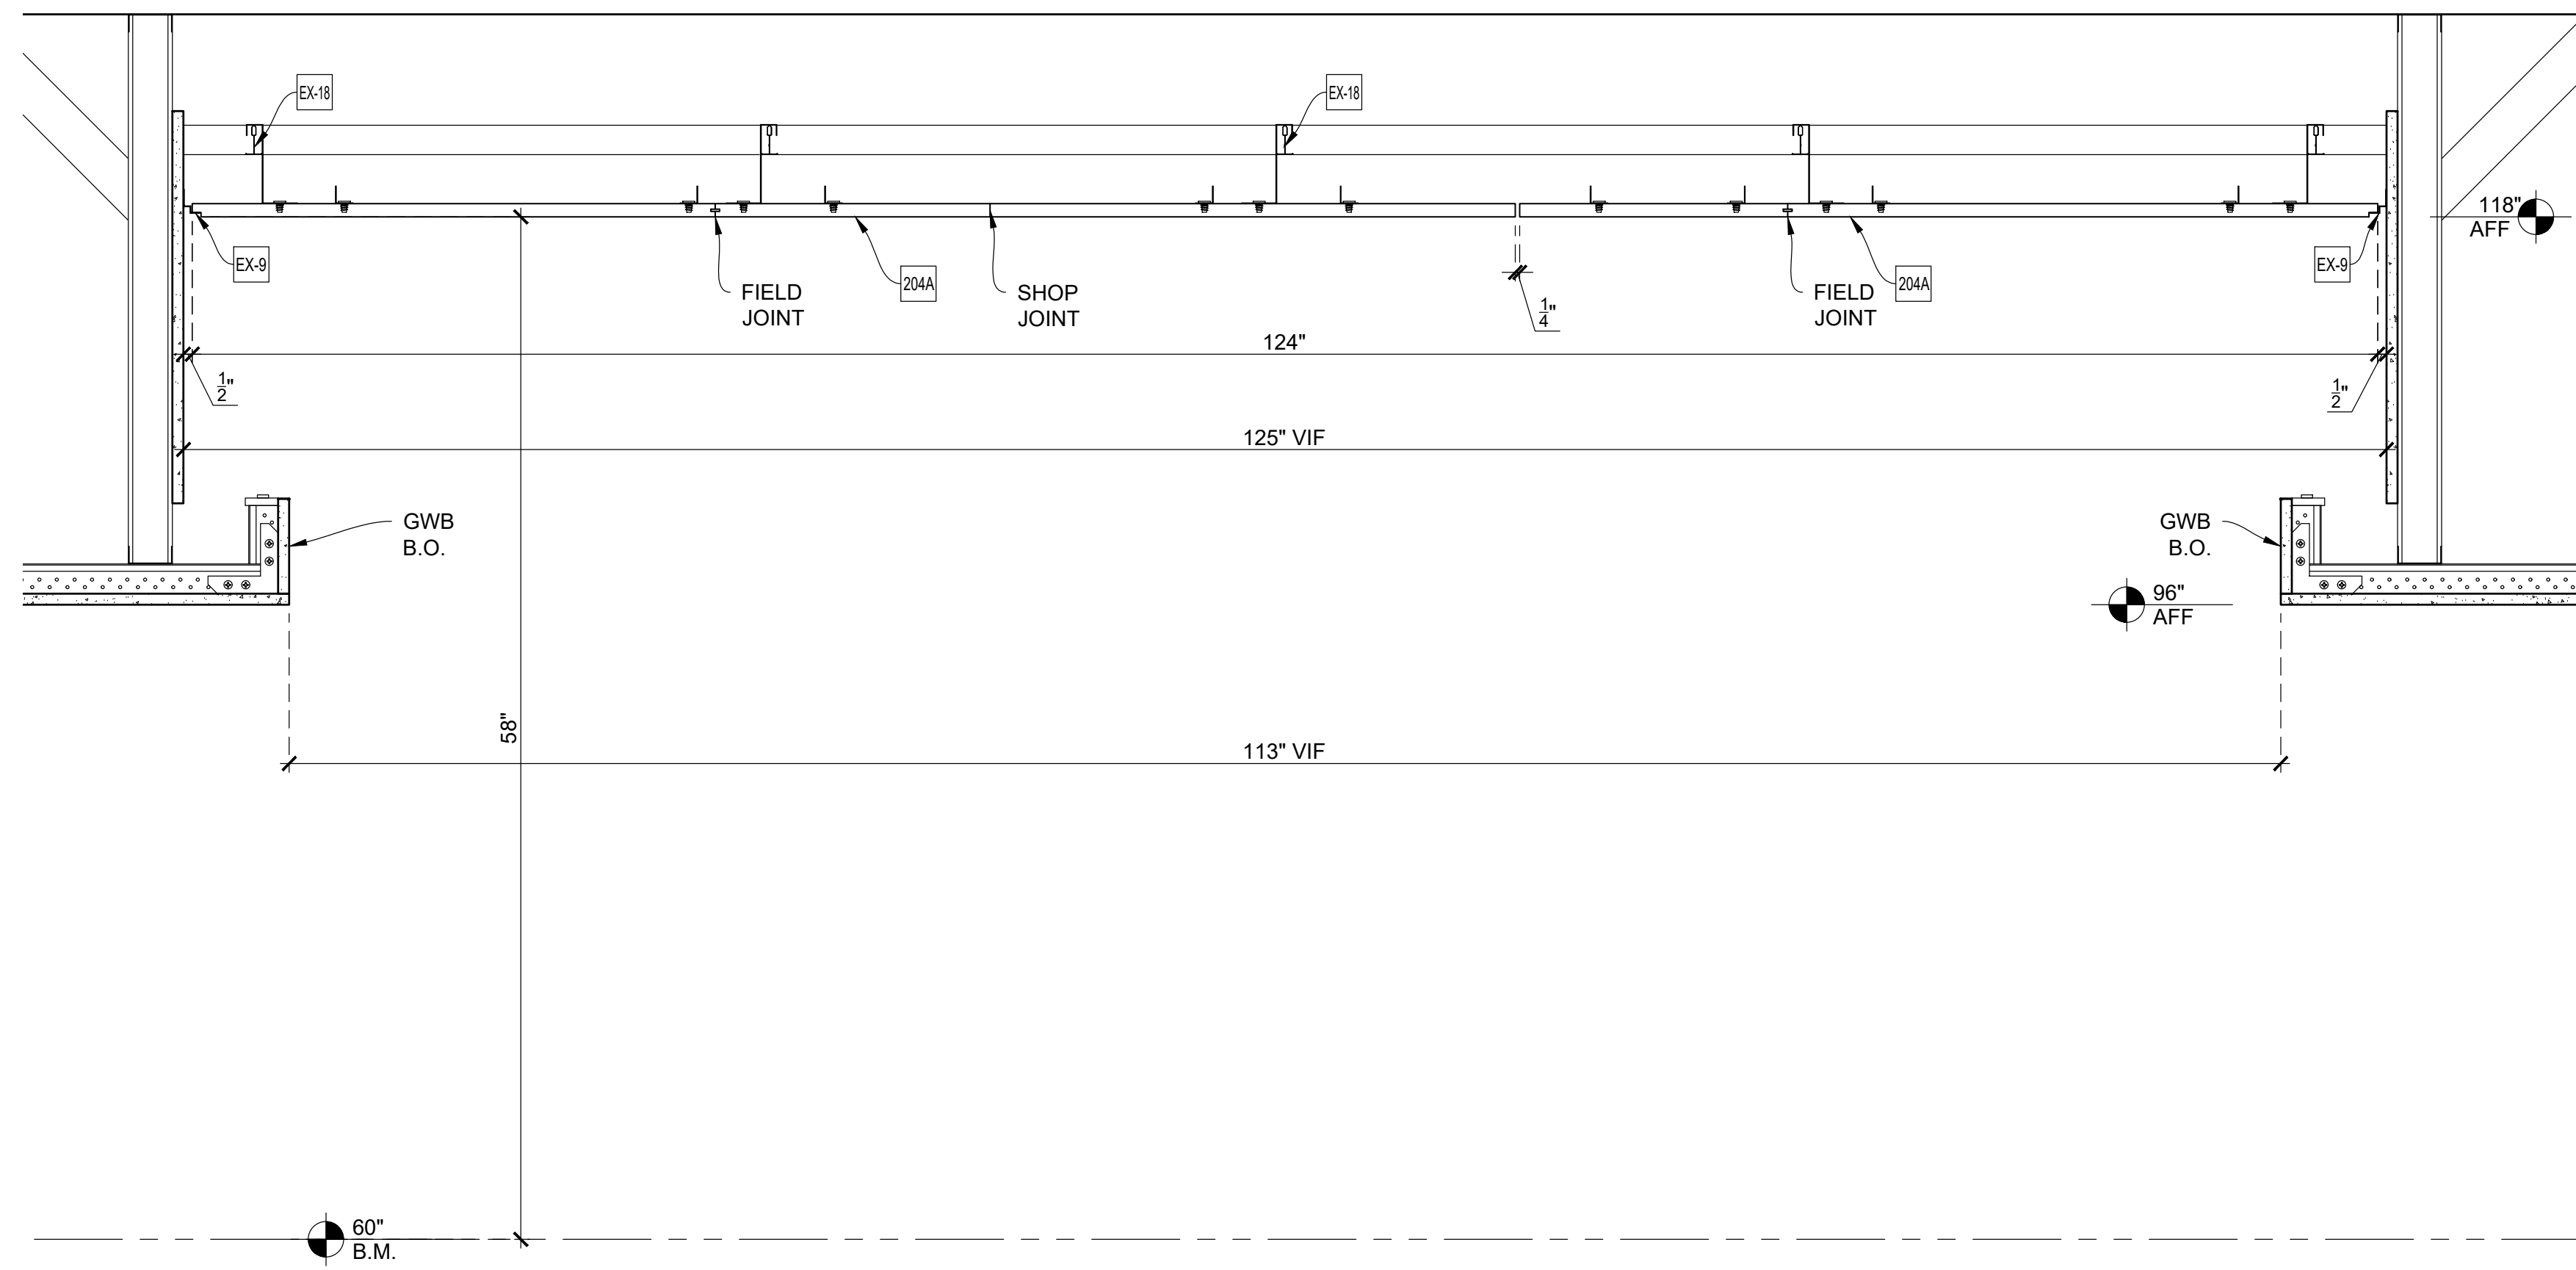 EX-18
EX-18
118"
AFF
EX-9
204A
FIELD
JOINT
SHOP
JOINT
1/4"
FIELD
JOINT
204A
EX-9
124"
1/2"
1/2"
125" VIF
GWB
B.O.
GWB
B.O.
96"
AFF
58"
113" VIF
60"
B.M.